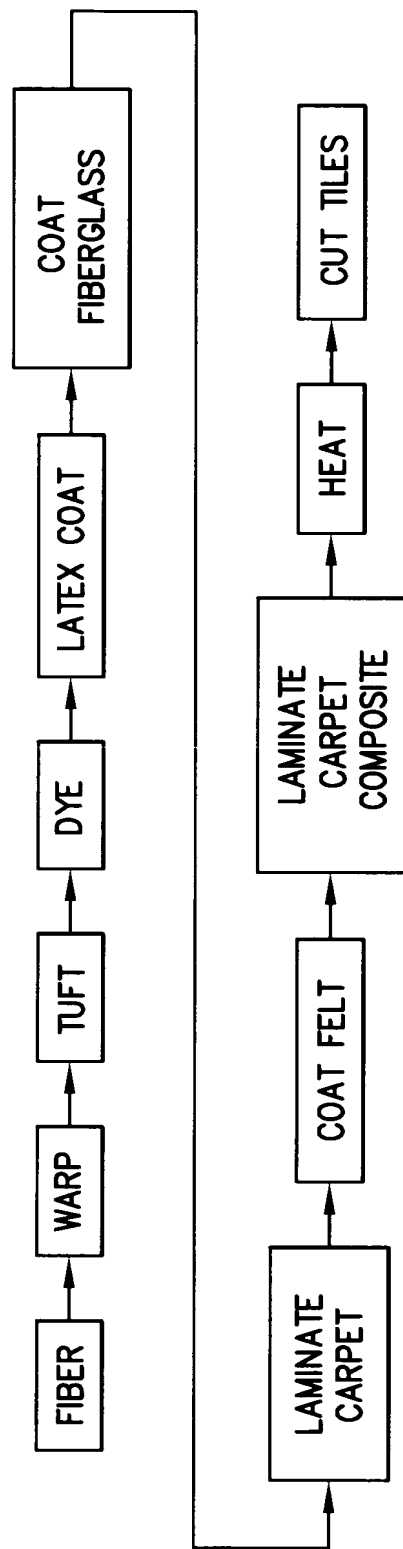 FIBER
WARP
TUFT
DYE
LATEX COAT
COAT
FIBERGLASS
LAMINATE
CARPET
COAT FELT
LAMINATE
CARPET
COMPOSITE
HEAT
CUT TILES